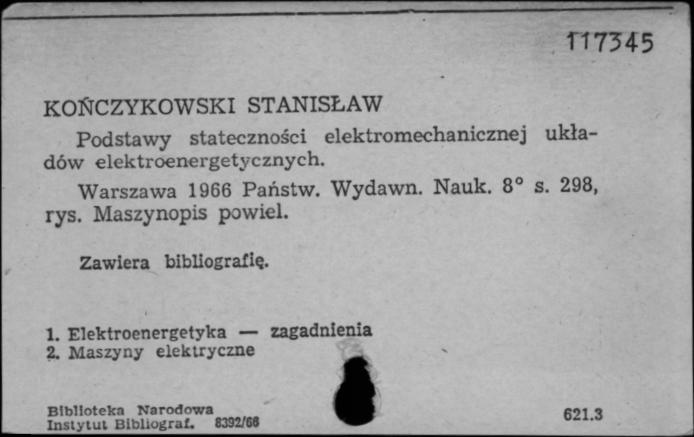 117345
KOŃCZYKOWSKI STANISŁAW
Podstawy stateczności elektromechanicznej ukła-
dów elektroenergetycznych.
Warszawa 1966 Państw. Wydawn. Nauk. 8° s. 298,
rys. Maszynopis powiel.
Zawiera bibliografię.
1. Elektroenergetyka — zagadnienia
2. Maszyny elektryczne
Biblioteka Narodowa
Instytut Bibliograf. 8392/66
621.3